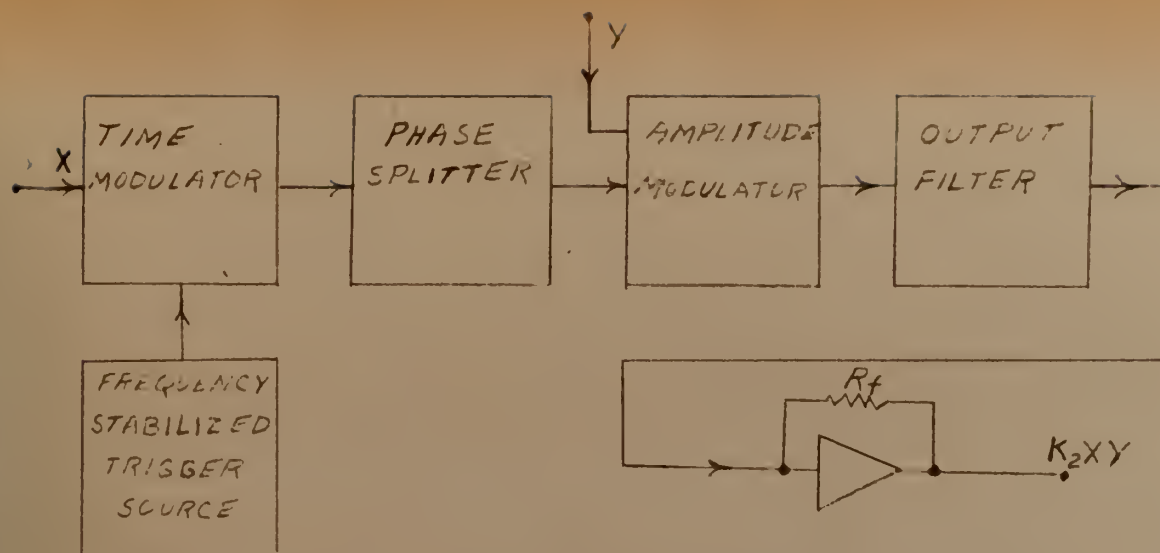 Y
X
TIME
MODULATOR
PHASE
SPLITTER
AMPLITUDE
MODULATOR
OUTPUT
FILTER
FREQUENCY
STABILIZED
TRIGGER
SOURCE
Rf
K₂XY